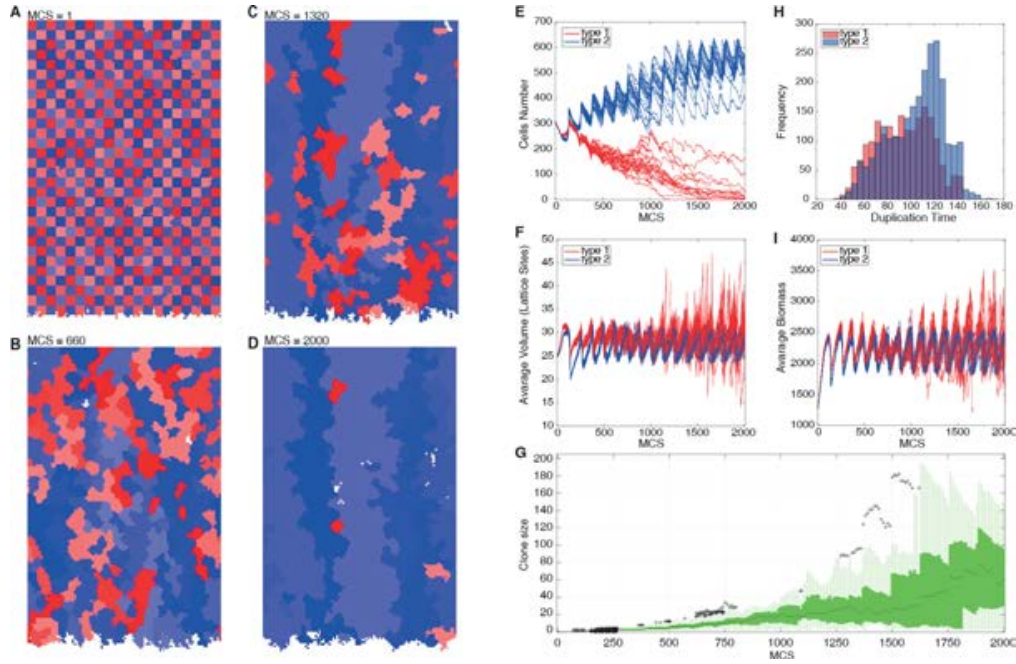 A
MCS = 1
B
MCS = 660
C
MCS = 1320
D
MCS = 2000
E
700
600
500
400
300
200
100
0
Cells Number
type 1
type 2
0 500 1000 1500 2000
MCS
F
50
45
40
35
30
25
20
15
10
Avarage Volume (Lattice Sites)
type 1
type 2
0 500 1000 1500 2000
MCS
G
200
180
160
140
120
100
80
60
40
20
0
Clone size
0 250 500 750 1000 1250 1500 1750 2000
MCS
H
400
300
200
100
0
Frequency
type 1
type 2
20 40 60 80 100 120 140 160 180
Duplication Time
I
4000
3500
3000
2500
2000
1500
1000
Avarage Biomass
type 1
type 2
0 500 1000 1500 2000
MCS